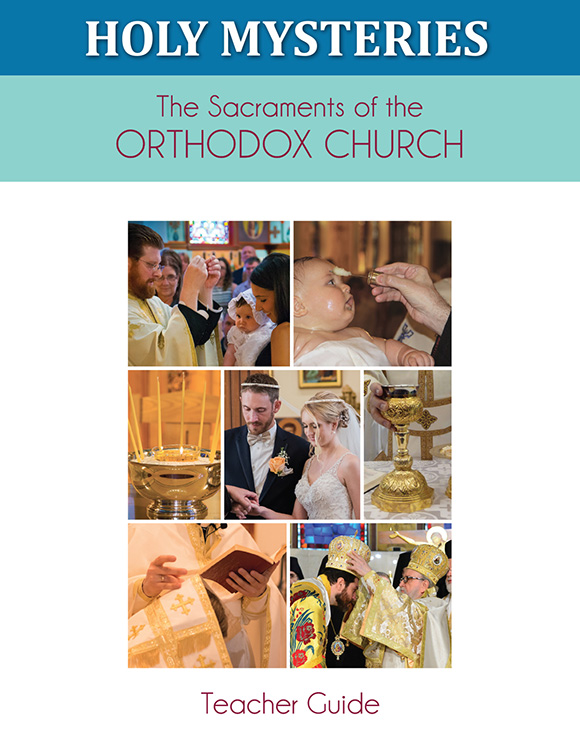 HOLY MYSTERIES
The Sacraments of the
ORTHODOX CHURCH
Teacher Guide